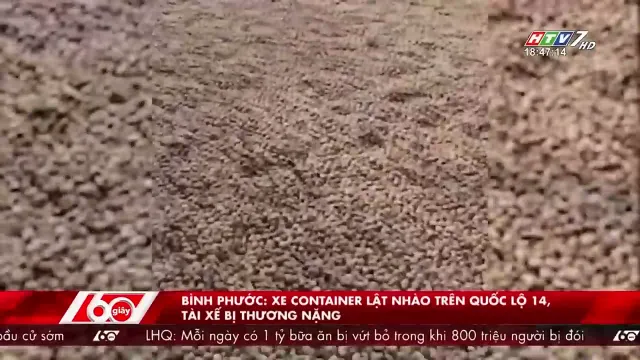 HTV7 HD
18:47:14
BÌNH PHƯỚC: XE CONTAINER LẬT NHÀO TRÊN QUỐC LỘ 14,
TÀI XẾ BỊ THƯƠNG NẶNG
60 giây
bầu cử sớm LHQ: Mỗi ngày có 1 tỷ bữa ăn bị vứt bỏ trong khi 800 triệu người bị đói